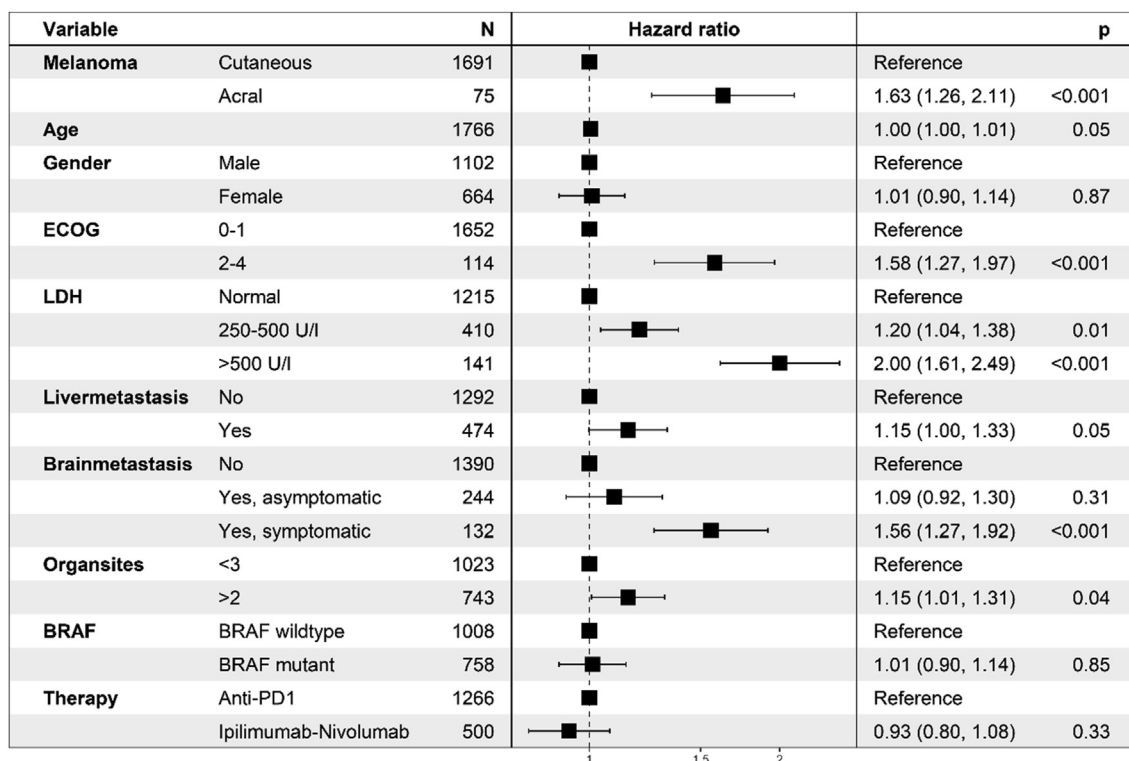 Variable N Hazard ratio p
Melanoma Cutaneous 1691 Reference
Acral 75 1.63 (1.26, 2.11) <0.001
Age 1766 1.00 (1.00, 1.01) 0.05
Gender Male 1102 Reference
Female 664 1.01 (0.90, 1.14) 0.87
ECOG 0-1 1652 Reference
2-4 114 1.58 (1.27, 1.97) <0.001
LDH Normal 1215 Reference
250-500 U/l 410 1.20 (1.04, 1.38) 0.01
>500 U/l 141 2.00 (1.61, 2.49) <0.001
Livermetastasis No 1292 Reference
Yes 474 1.15 (1.00, 1.33) 0.05
Brainmetastasis No 1390 Reference
Yes, asymptomatic 244 1.09 (0.92, 1.30) 0.31
Yes, symptomatic 132 1.56 (1.27, 1.92) <0.001
Organsites <3 1023 Reference
>2 743 1.15 (1.01, 1.31) 0.04
BRAF BRAF wildtype 1008 Reference
BRAF mutant 758 1.01 (0.90, 1.14) 0.85
Therapy Anti-PD1 1266 Reference
Ipilimumab-Nivolumab 500 0.93 (0.80, 1.08) 0.33
1 1.5 2